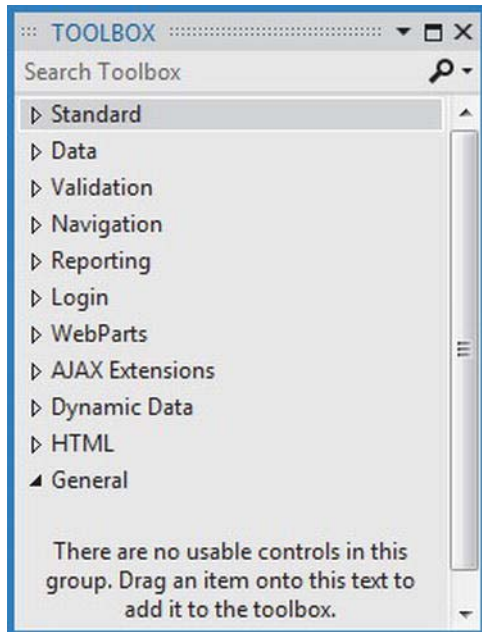 TOOLBOX
Search Toolbox
Standard
Data
Validation
Navigation
Reporting
Login
WebParts
AJAX Extensions
Dynamic Data
HTML
General
There are no usable controls in this
group. Drag an item onto this text to
add it to the toolbox.